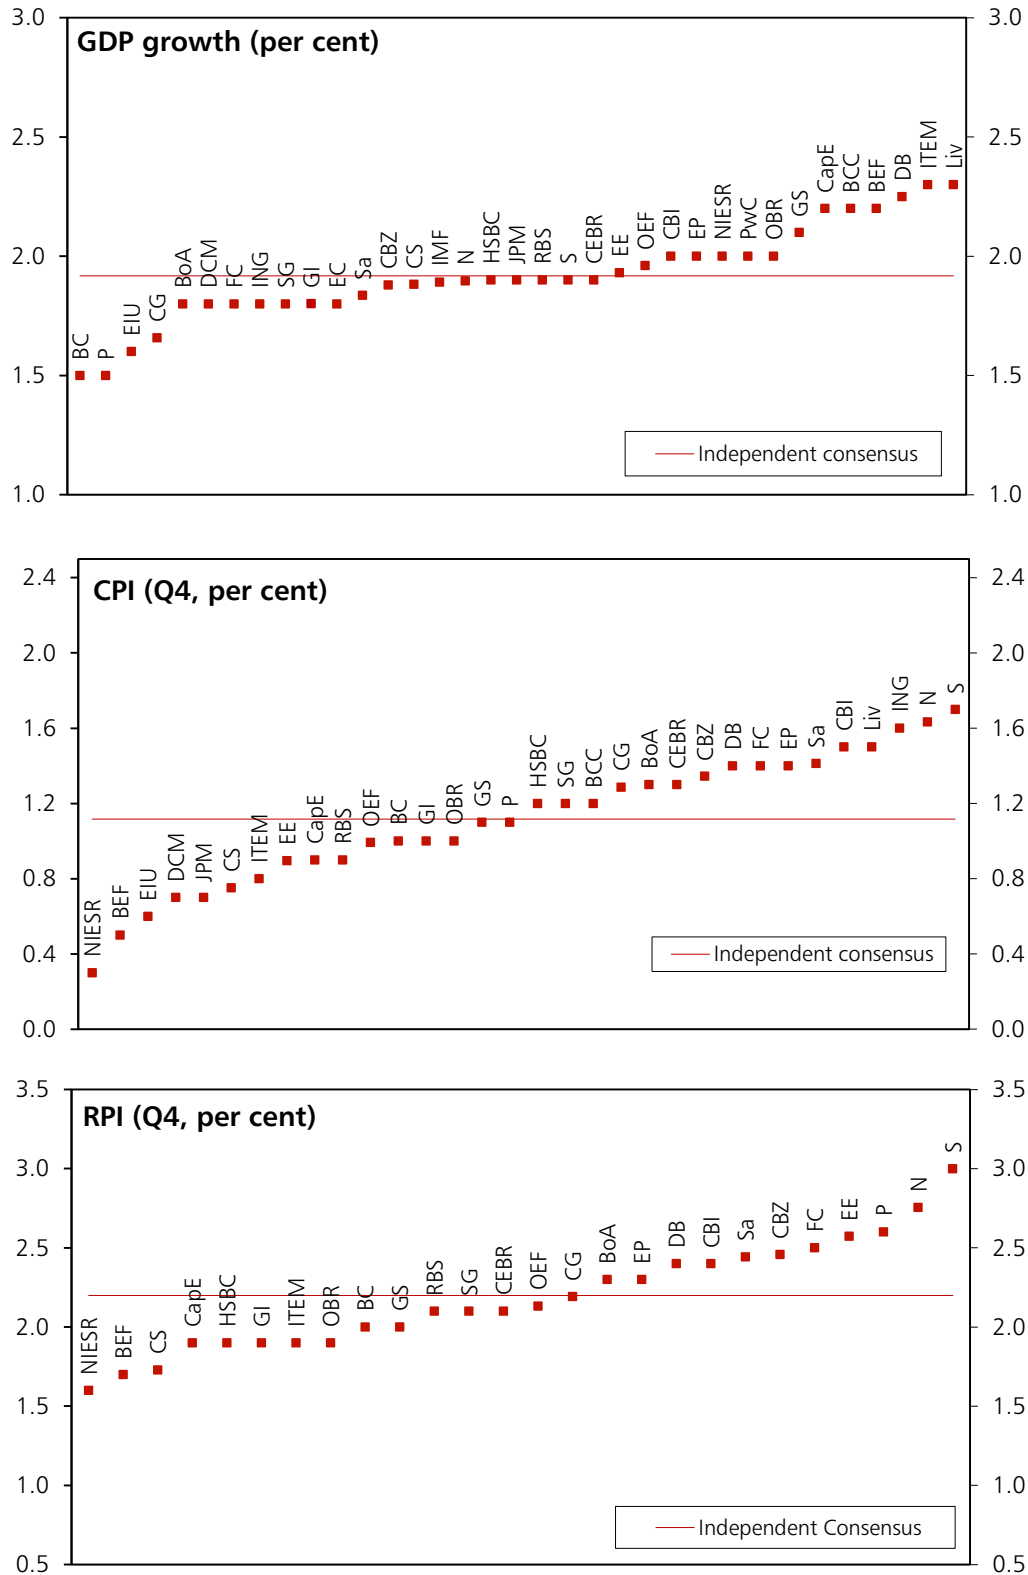 GDP growth (per cent)
3.0
2.5
2.0
1.5
1.0
3.0
2.5
2.0
1.5
1.0
BC
P
EIU
CG
BoA
DCM
FC
ING
SG
GI
EC
Sa
CBZ
CS
IMF
N
HSBC
JPM
RBS
S
CEBR
EE
OEF
CBI
EP
NIESR
PwC
OBR
GS
CapE
BCC
BEF
DB
ITEM
Liv
Independent consensus
CPI (Q4, per cent)
2.4
2.0
1.6
1.2
0.8
0.4
0.0
2.4
2.0
1.6
1.2
0.8
0.4
0.0
NIESR
BEF
EIU
DCM
JPM
CS
ITEM
EE
CapE
RBS
OEF
BC
GI
OBR
GS
P
HSBC
SG
BCC
CG
BoA
CEBR
CBZ
DB
FC
EP
Sa
CBI
Liv
ING
N
S
Independent consensus
RPI (Q4, per cent)
3.5
3.0
2.5
2.0
1.5
1.0
0.5
3.5
3.0
2.5
2.0
1.5
1.0
0.5
NIESR
BEF
CS
CapE
HSBC
GI
ITEM
OBR
BC
GS
RBS
SG
CEBR
OEF
CG
BoA
EP
DB
CBI
Sa
CBZ
FC
EE
P
N
S
Independent Consensus